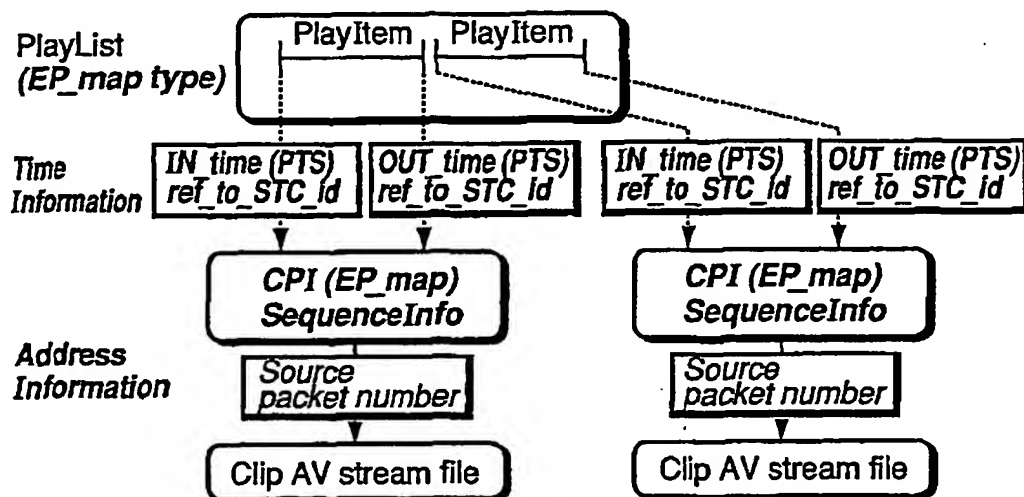 PlayList
(EP_map type)
PlayItem
PlayItem
Time
Information
IN_time (PTS)
ref_to_STC_id
OUT_time (PTS)
ref_to_STC_id
IN_time (PTS)
ref_to_STC_id
OUT_time (PTS)
ref_to_STC_id
CPI (EP_map)
SequenceInfo
CPI (EP_map)
SequenceInfo
Address
Information
Source
packet number
Source
packet number
Clip AV stream file
Clip AV stream file